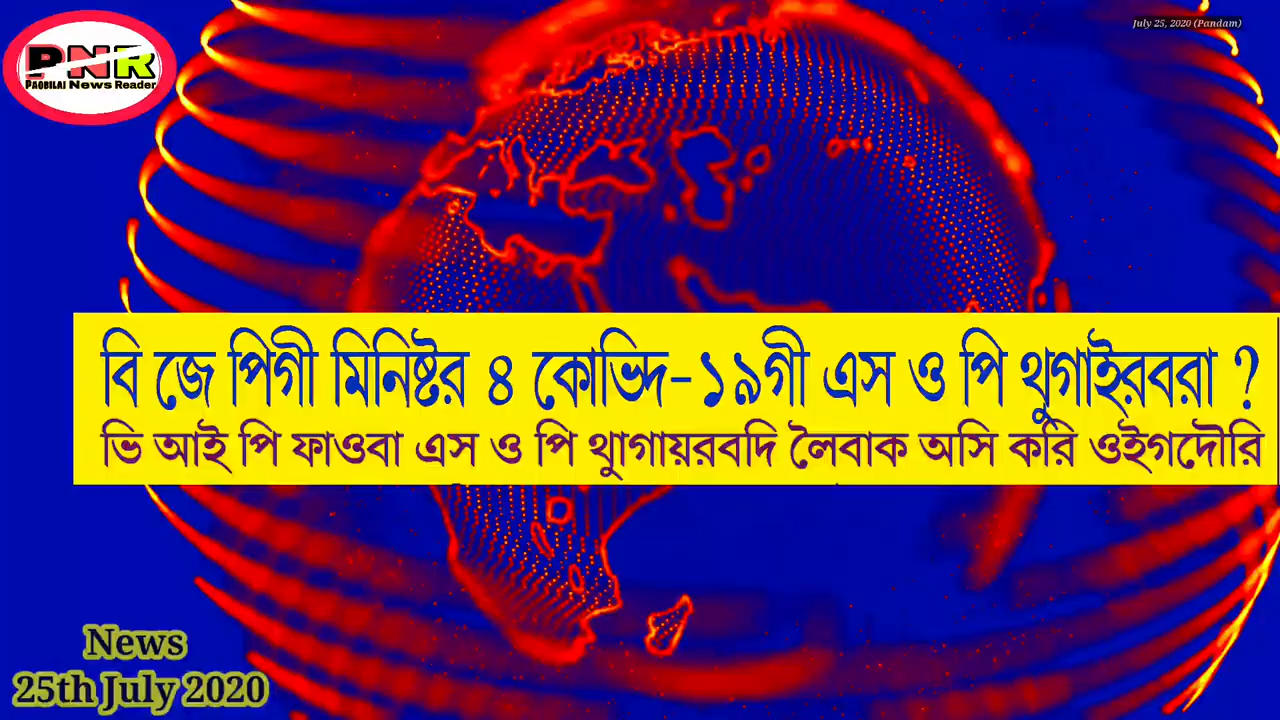 July 25, 2020 (Pandam)
PNR
PAOBILAI News Reader
বি জে পিগী মিনিষ্টর ৪ কোভিদ-১৯গী এস ও পি থুগাইরবরা ?
ভি আই পি ফাওবা এস ও পি থুাগায়রবদি লৈবাক অসি করি ওইগদৌরি
News
25th July 2020